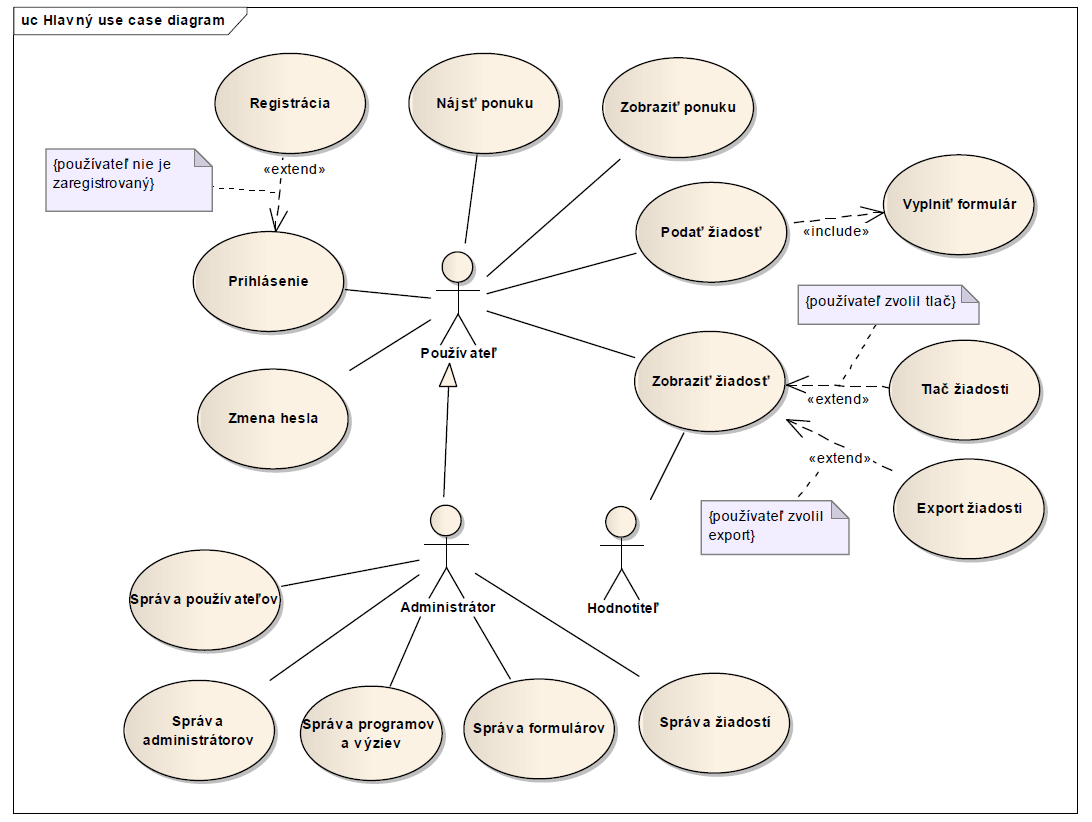 uc Hlavný use case diagram
Registrácia
Nájsť ponuku
Zobraziť ponuku
{používateľ nie je
zaregistrovaný}
«extend»
Vyplniť formulár
Podať žiadosť
«include»
Prihlásenie
{používateľ zvolil tlač}
Používateľ
Zobraziť žiadosť
Tlač žiadosti
«extend»
Zmena hesla
«extend»
{používateľ zvolil
export}
Export žiadosti
Správa používateľov
Administrátor
Hodnotiteľ
Správa
administrátorov
Správa programov
a výziev
Správa formulárov
Správa žiadostí